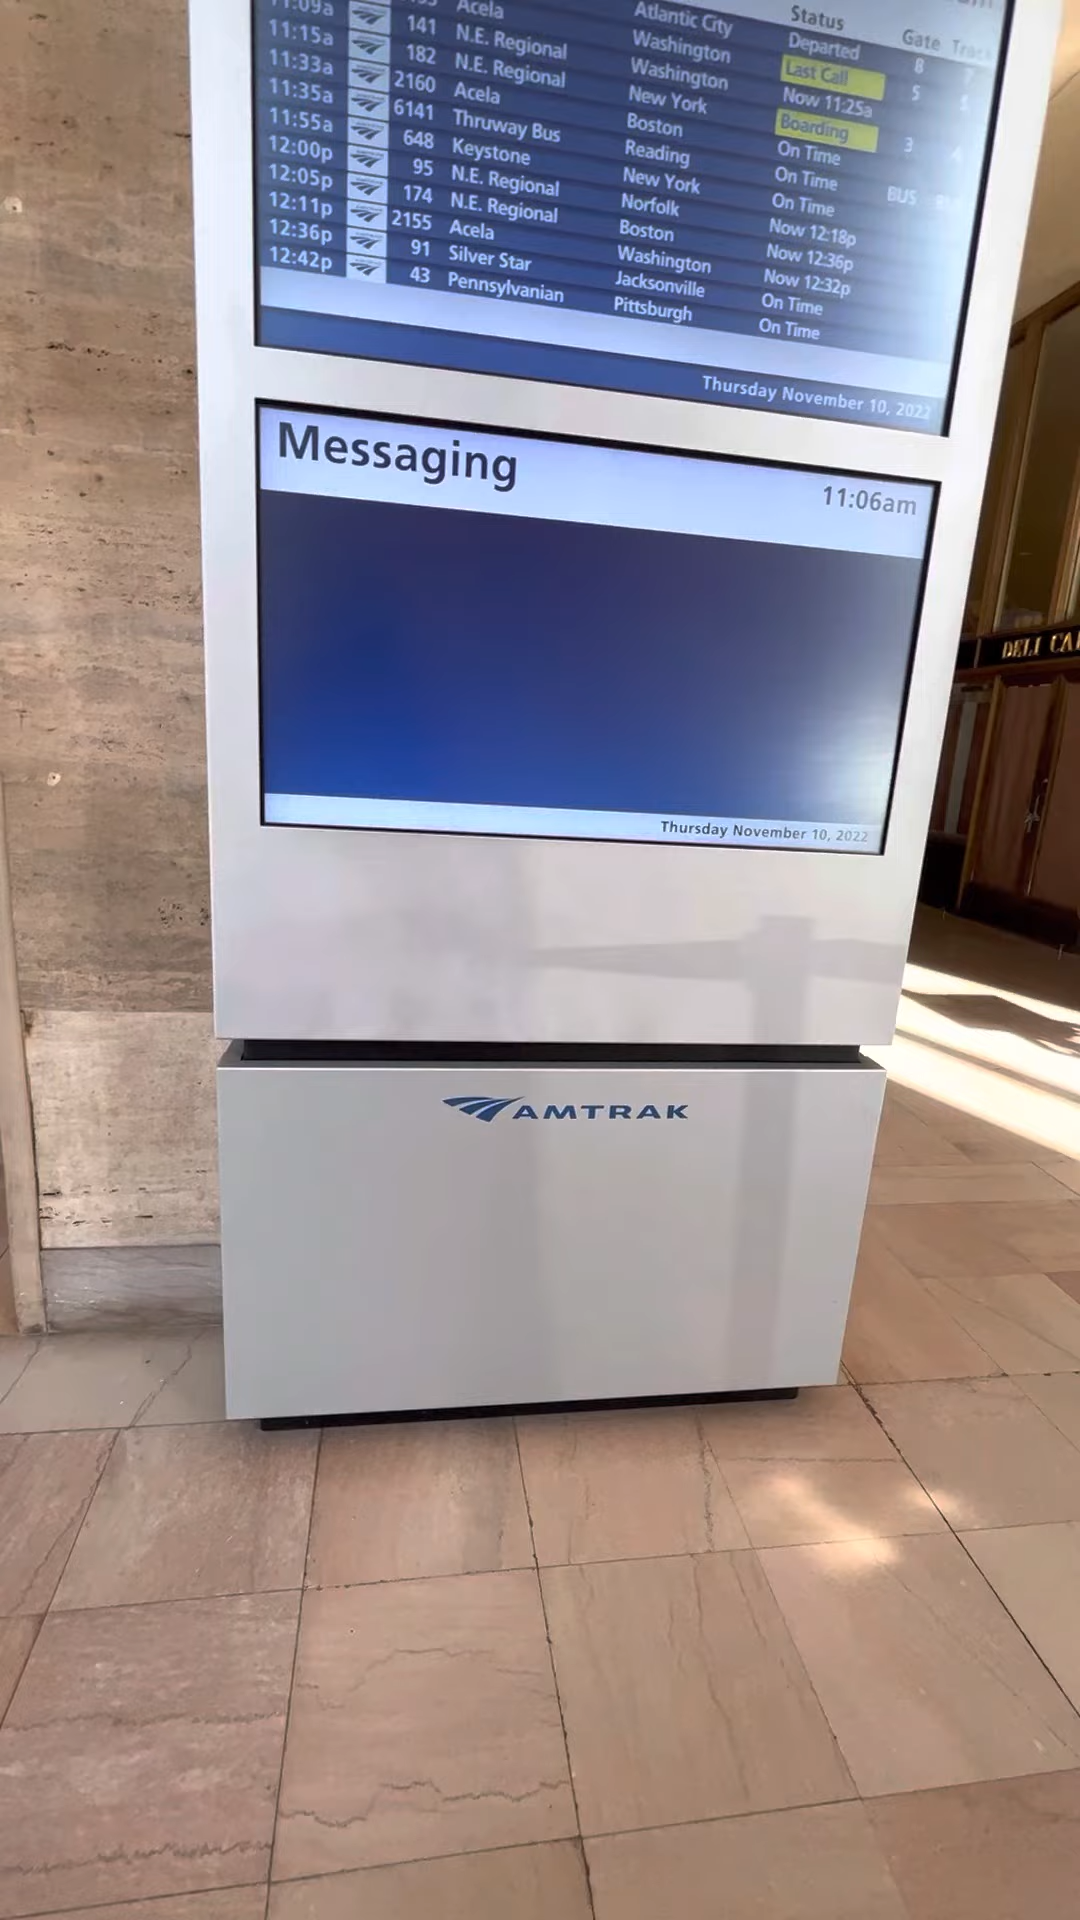 Status Gate Track
Atlantic City Departed 8
Acela Washington Last Call 5
11:09a 141 N.E. Regional Washington Now 11:25a
11:15a 182 N.E. Regional New York Boarding 3 4
11:33a 2160 Acela Boston On Time
11:35a 6141 Thruway Bus Reading On Time BUS
11:55a 648 Keystone New York On Time
12:00p 95 N.E. Regional Norfolk Now 12:18p
12:05p 174 N.E. Regional Boston Now 12:36p
12:11p 2155 Acela Washington Now 12:32p
12:36p 91 Silver Star Jacksonville On Time
12:42p 43 Pennsylvanian Pittsburgh On Time
Thursday November 10, 2022
Messaging 11:06am
Thursday November 10, 2022
AMTRAK
DELI